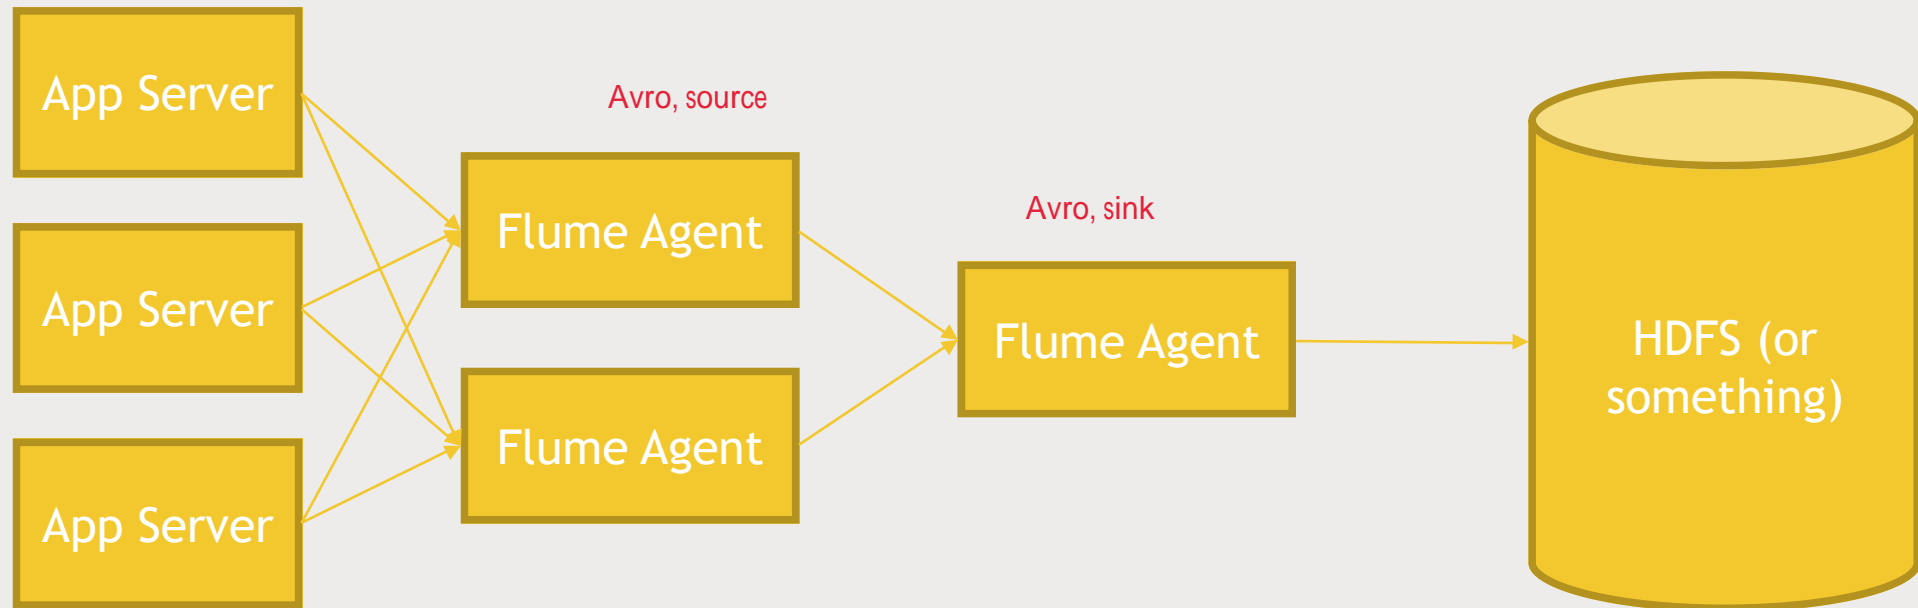 App Server
App Server
App Server
Avro, source
Flume Agent
Flume Agent
Avro, sink
Flume Agent
HDFS (or
something)